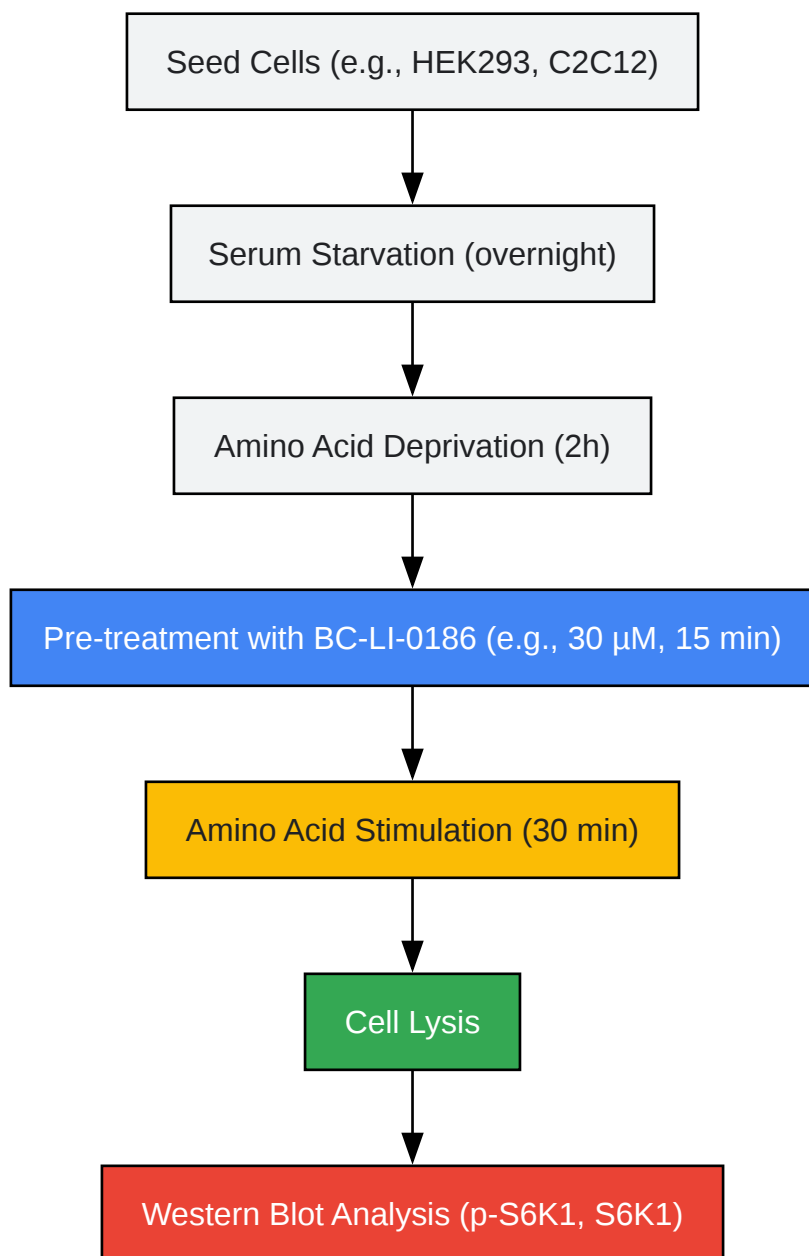 Seed Cells (e.g., HEK293, C2C12)
Serum Starvation (overnight)
Amino Acid Deprivation (2h)
Pre-treatment with BC-LI-0186 (e.g., 30 µM, 15 min)
Amino Acid Stimulation (30 min)
Cell Lysis
Western Blot Analysis (p-S6K1, S6K1)